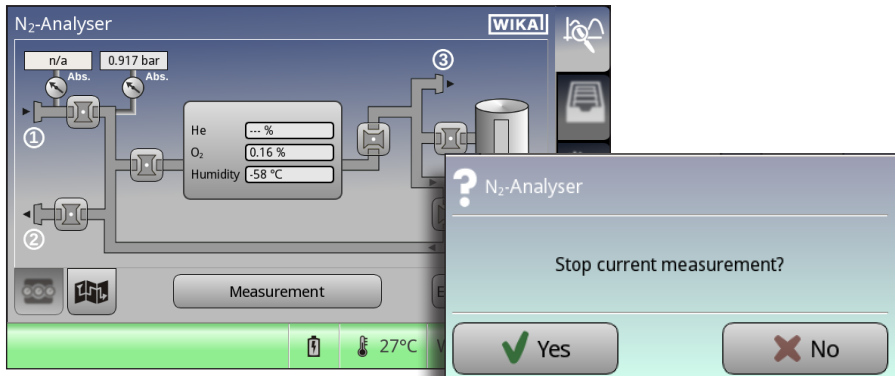 N₂-Analyser
WIKA
n/a
0.917 bar
Abs.
Abs.
③
①
He
--- %
O₂
0.16 %
Humidity
-58 °C
②
Measurement
27°C
N₂-Analyser
Stop current measurement?
Yes
No